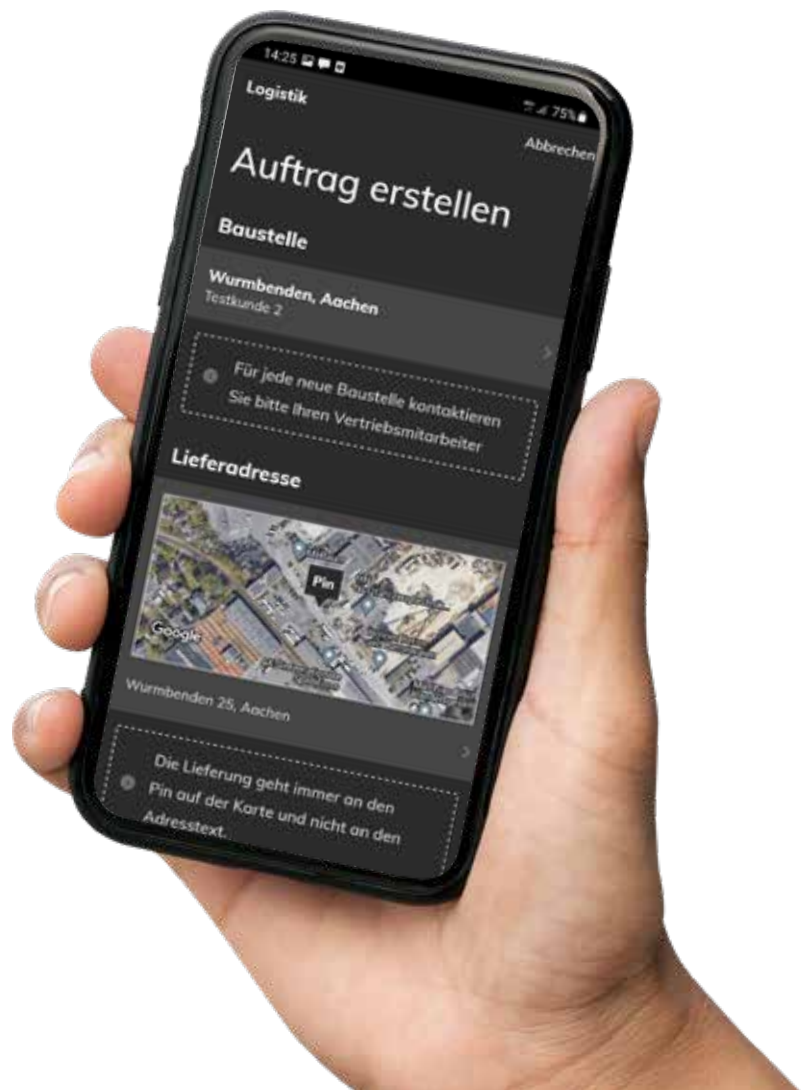 14:25
75%
Logistik
Abbrechen
Auftrag erstellen
Baustelle
Wurmbenden, Aachen
Testkunde 2
Für jede neue Baustelle kontaktieren
Sie bitte Ihren Vertriebsmitarbeiter
Lieferadresse
Pin
Google
Wurmbenden 25, Aachen
Die Lieferung geht immer an den
Pin auf der Karte und nicht an den
Adresstext.